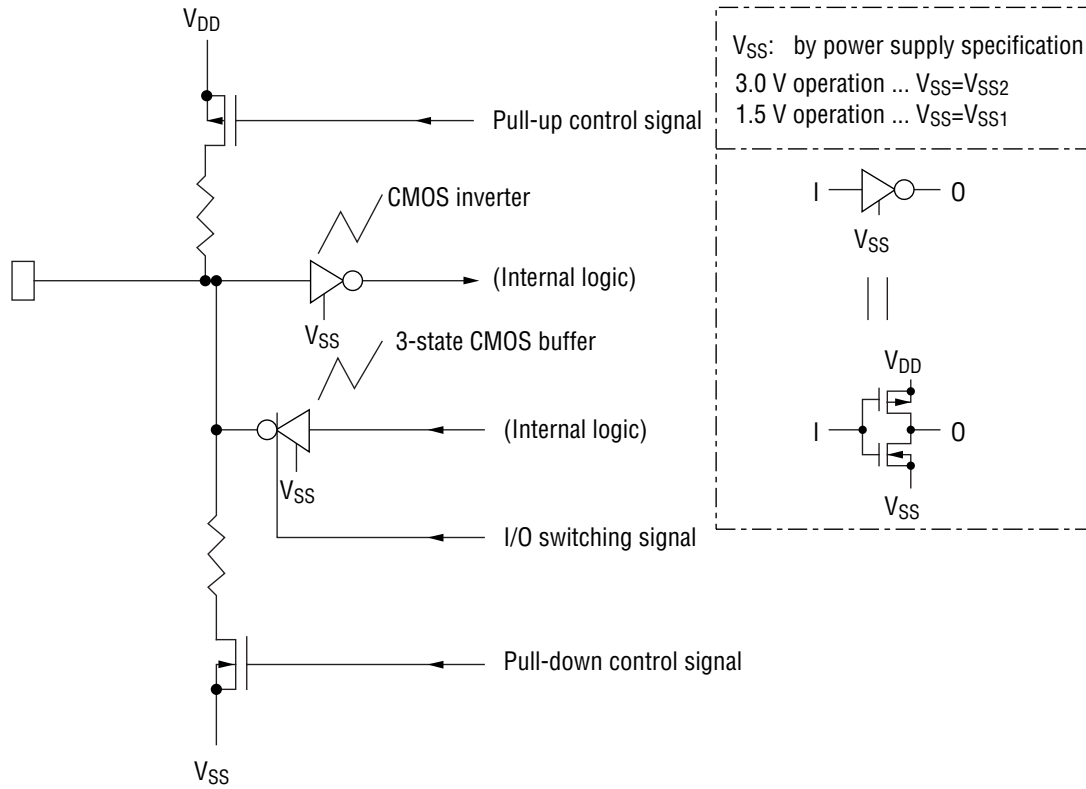 VDD
Pull-up control signal
CMOS inverter
(Internal logic)
VSS
3-state CMOS buffer
(Internal logic)
VSS
I/O switching signal
Pull-down control signal
VSS
VSS: by power supply specification
3.0 V operation ... VSS=VSS2
1.5 V operation ... VSS=VSS1
I O
VSS
VDD
I O
VSS